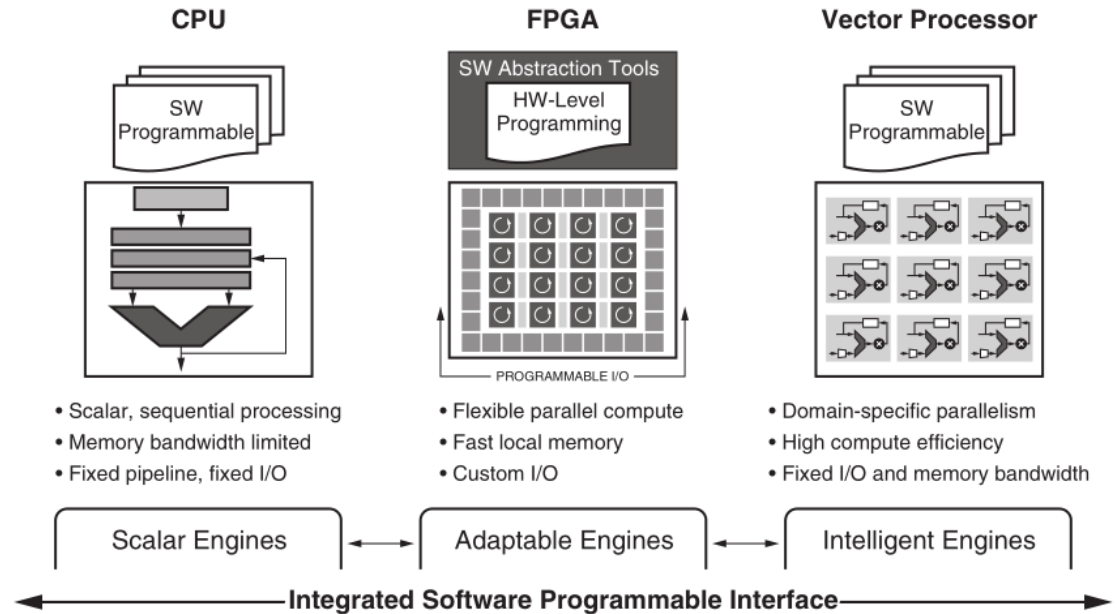 CPU
FPGA
Vector Processor
SW
Programmable
SW Abstraction Tools
HW-Level
Programming
SW
Programmable
PROGRAMMABLE I/O
• Scalar, sequential processing
• Memory bandwidth limited
• Fixed pipeline, fixed I/O
• Flexible parallel compute
• Fast local memory
• Custom I/O
• Domain-specific parallelism
• High compute efficiency
• Fixed I/O and memory bandwidth
Scalar Engines
Adaptable Engines
Intelligent Engines
Integrated Software Programmable Interface